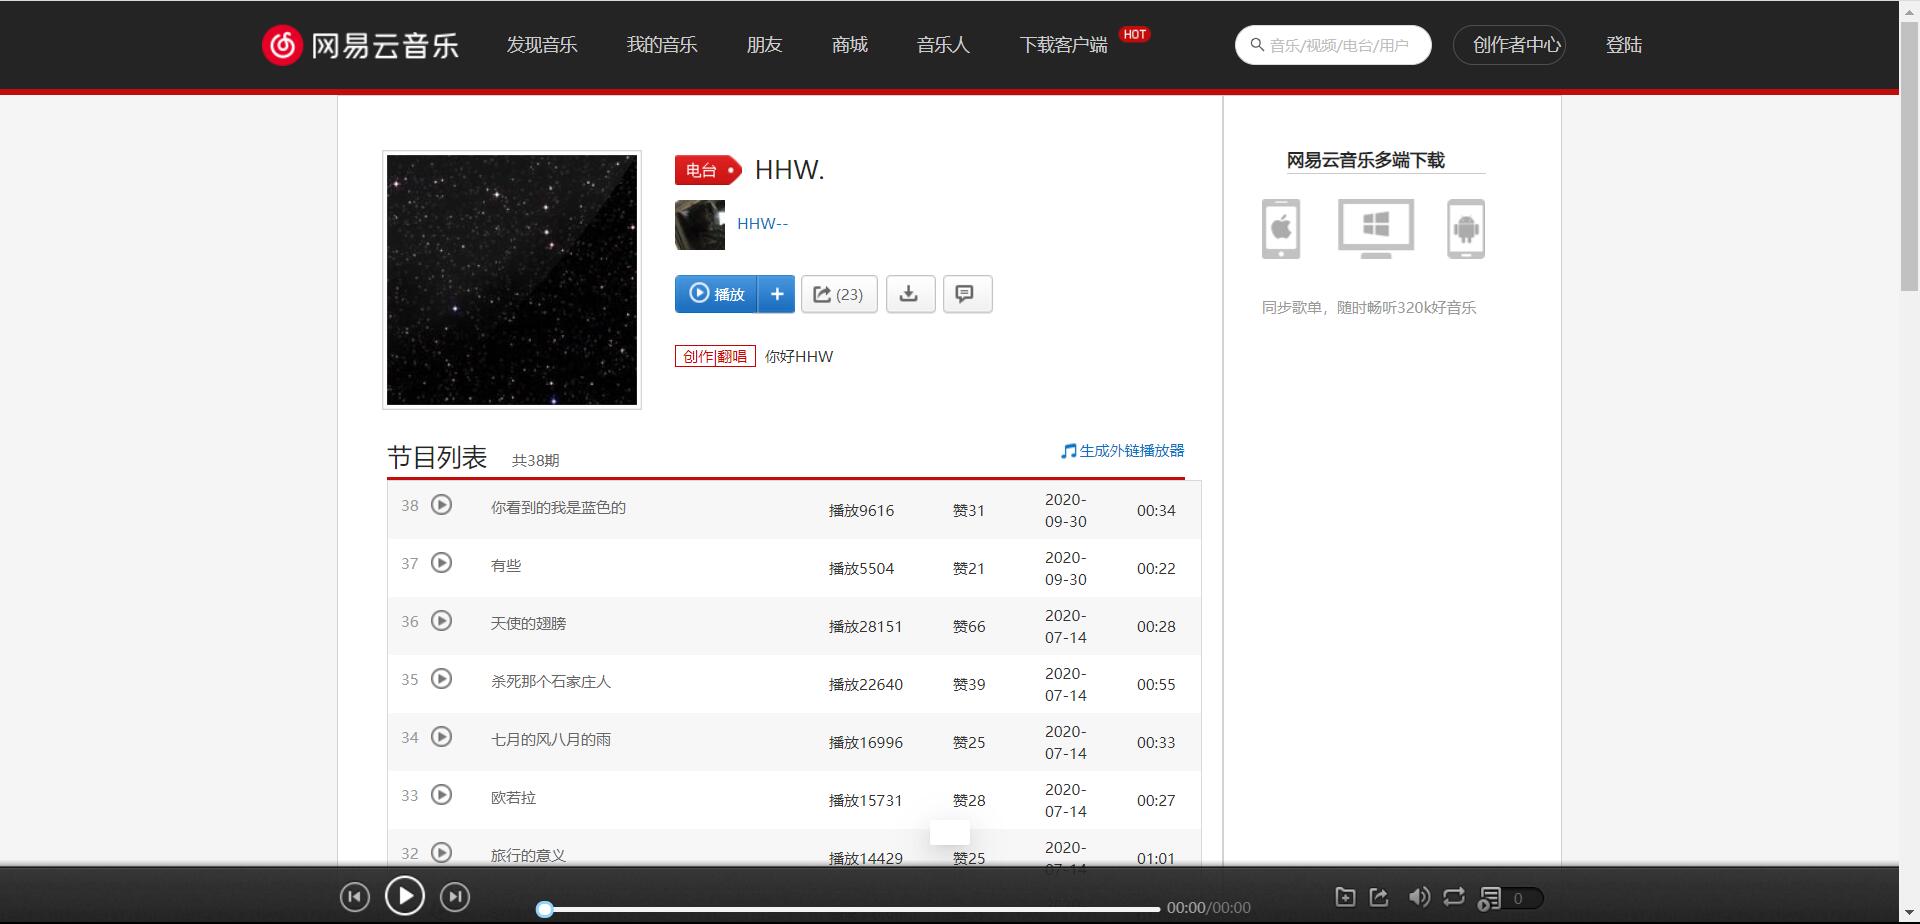 网易云音乐 发现音乐 我的音乐 朋友 商城 音乐人 下载客户端 HOT 音乐/视频/电台/用户 创作者中心 登陆
电台 HHW.
HHW--
播放 + (23)
创作|翻唱 你好HHW
网易云音乐多端下载
同步歌单，随时畅听320k好音乐
节目列表 共38期 生成外链播放器
38 你看到的我是蓝色的 播放9616 赞31 2020-09-30 00:34
37 有些 播放5504 赞21 2020-09-30 00:22
36 天使的翅膀 播放28151 赞66 2020-07-14 00:28
35 杀死那个石家庄人 播放22640 赞39 2020-07-14 00:55
34 七月的风八月的雨 播放16996 赞25 2020-07-14 00:33
33 欧若拉 播放15731 赞28 2020-07-14 00:27
32 旅行的意义 播放14429 赞25 2020-07-14 01:01
00:00/00:00 0